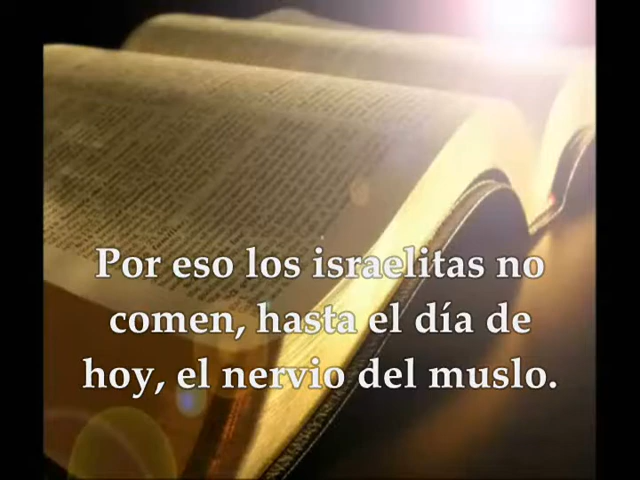 Por eso los israelitas no
comen, hasta el día de
hoy, el nervio del muslo.